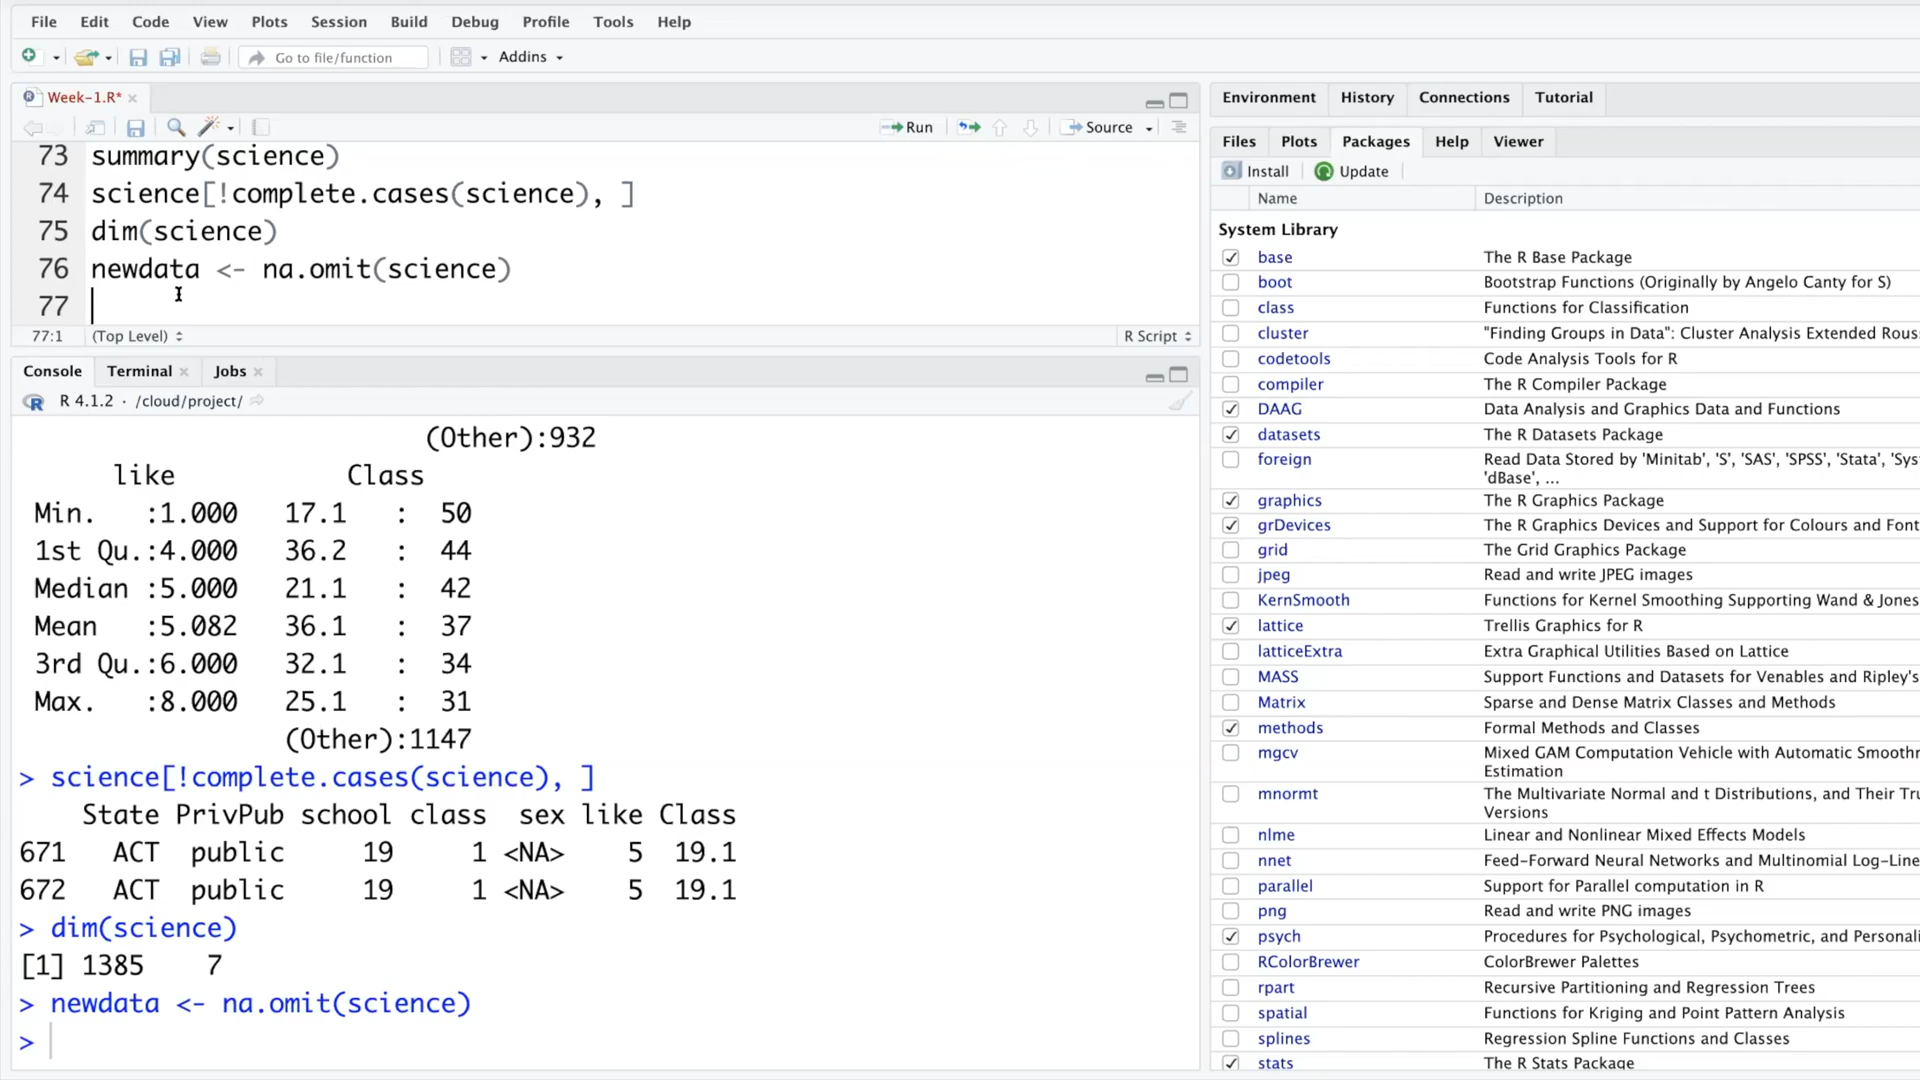 File Edit Code View Plots Session Build Debug Profile Tools Help
Go to file/function Addins
Week-1.R*
Run Source
73 summary(science)
74 science[!complete.cases(science), ]
75 dim(science)
76 newdata <- na.omit(science)
77
77:1 (Top Level) R Script
Console Terminal Jobs
R 4.1.2 · /cloud/project/
(Other):932
like Class
Min. :1.000 17.1 : 50
1st Qu.:4.000 36.2 : 44
Median :5.000 21.1 : 42
Mean :5.082 36.1 : 37
3rd Qu.:6.000 32.1 : 34
Max. :8.000 25.1 : 31
(Other):1147
> science[!complete.cases(science), ]
State PrivPub school class sex like Class
671 ACT public 19 1 <NA> 5 19.1
672 ACT public 19 1 <NA> 5 19.1
> dim(science)
[1] 1385 7
> newdata <- na.omit(science)
>
Environment History Connections Tutorial
Files Plots Packages Help Viewer
Install Update
Name Description
System Library
base The R Base Package
boot Bootstrap Functions (Originally by Angelo Canty for S)
class Functions for Classification
cluster "Finding Groups in Data": Cluster Analysis Extended Rous
codetools Code Analysis Tools for R
compiler The R Compiler Package
DAAG Data Analysis and Graphics Data and Functions
datasets The R Datasets Package
foreign Read Data Stored by 'Minitab', 'S', 'SAS', 'SPSS', 'Stata', 'Sys
'dBase', ...
graphics The R Graphics Package
grDevices The R Graphics Devices and Support for Colours and Font
grid The Grid Graphics Package
jpeg Read and write JPEG images
KernSmooth Functions for Kernel Smoothing Supporting Wand & Jones
lattice Trellis Graphics for R
latticeExtra Extra Graphical Utilities Based on Lattice
MASS Support Functions and Datasets for Venables and Ripley's
Matrix Sparse and Dense Matrix Classes and Methods
methods Formal Methods and Classes
mgcv Mixed GAM Computation Vehicle with Automatic Smoothn
Estimation
mnormt The Multivariate Normal and t Distributions, and Their Tru
Versions
nlme Linear and Nonlinear Mixed Effects Models
nnet Feed-Forward Neural Networks and Multinomial Log-Line
parallel Support for Parallel computation in R
png Read and write PNG images
psych Procedures for Psychological, Psychometric, and Personali
RColorBrewer ColorBrewer Palettes
rpart Recursive Partitioning and Regression Trees
spatial Functions for Kriging and Point Pattern Analysis
splines Regression Spline Functions and Classes
stats The R Stats Package